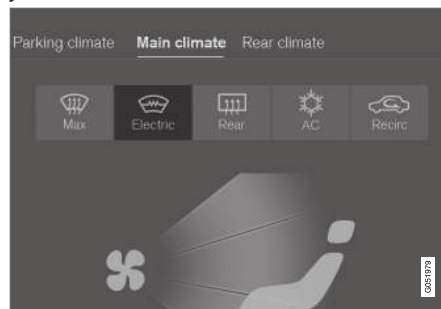 Parking climate Main climate Rear climate
Max Electric Rear AC Recirc
G051979